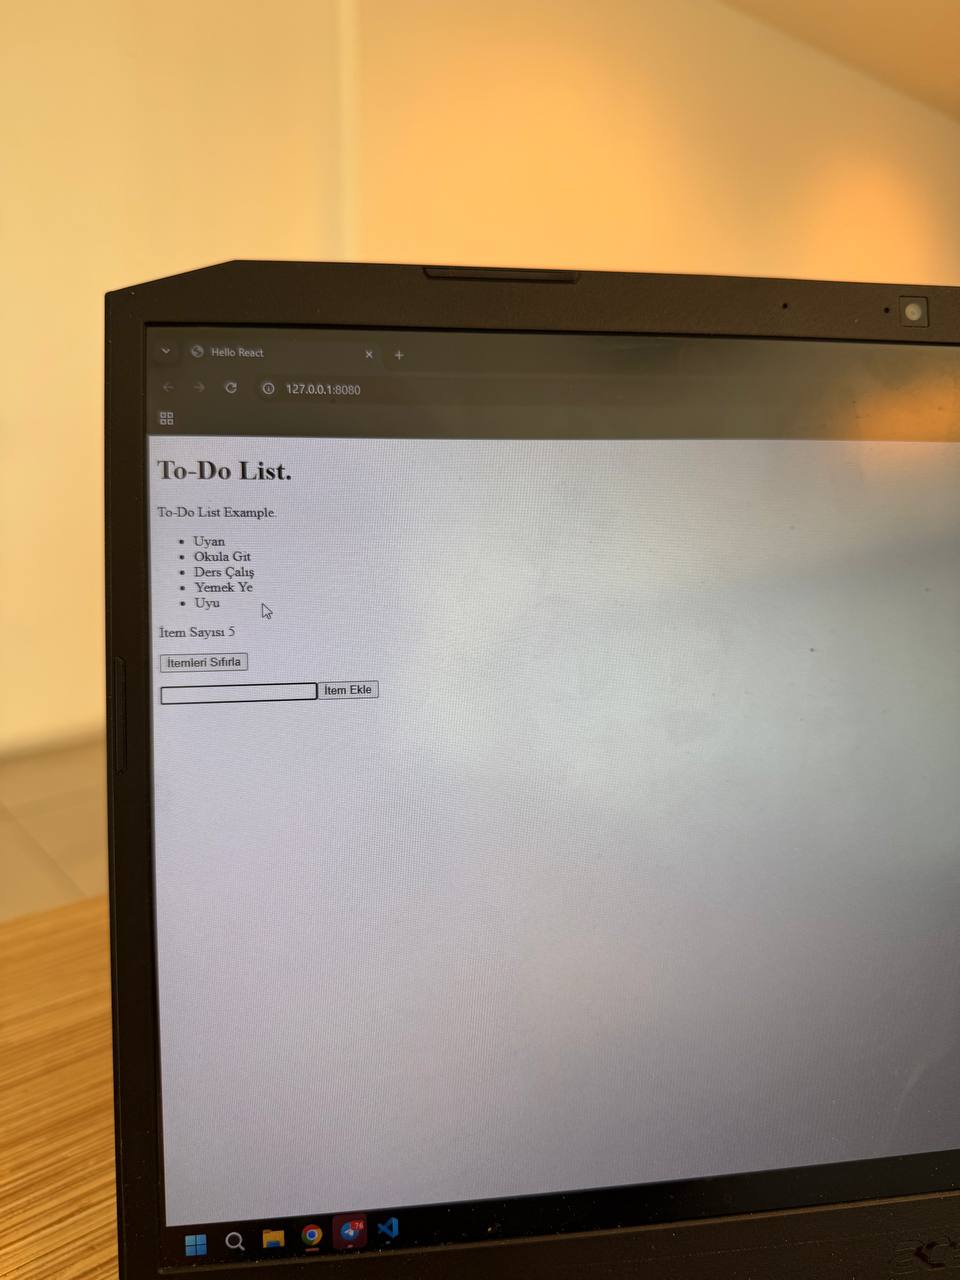 Hello React
127.0.0.1:8080
To-Do List.
To-Do List Example.
Uyan
Okula Git
Ders Çalış
Yemek Ye
Uyu
İtem Sayısı 5
İtemleri Sıfırla
İtem Ekle
76